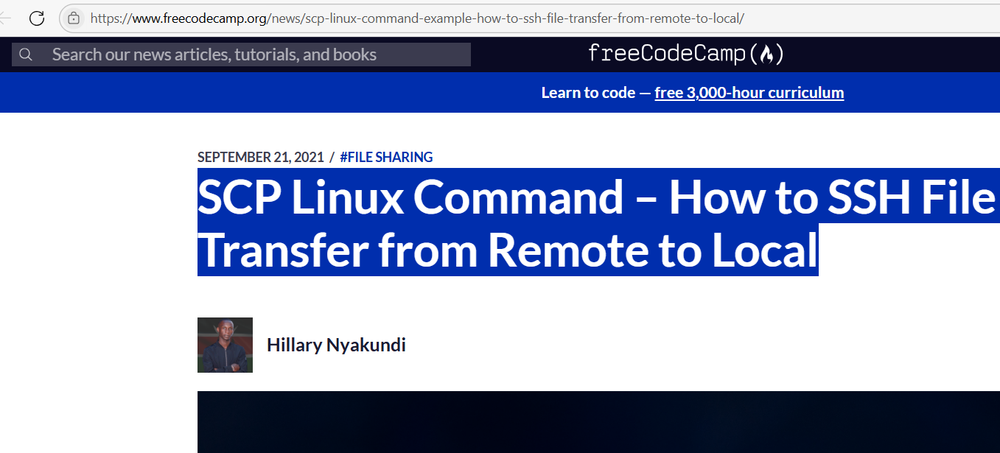 https://www.freecodecamp.org/news/scp-linux-command-example-how-to-ssh-file-transfer-from-remote-to-local/
Search our news articles, tutorials, and books
freeCodeCamp(🔥)
Learn to code — free 3,000-hour curriculum
SEPTEMBER 21, 2021 / #FILE SHARING
SCP Linux Command – How to SSH File
Transfer from Remote to Local
Hillary Nyakundi